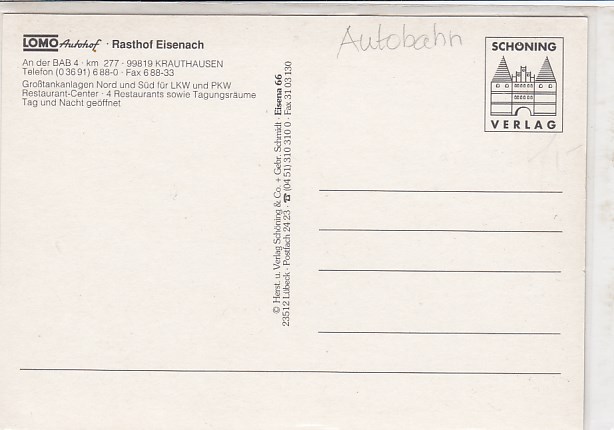 LOMO Autohof · Rasthof Eisenach
An der BAB 4 · km 277 · 99819 KRAUTHAUSEN
Telefon (0 36 91) 6 88-0 · Fax 6 88-33
Großtankanlagen Nord und Süd für LKW und PKW
Restaurant-Center · 4 Restaurants sowie Tagungsräume
Tag und Nacht geöffnet
Autobahn
SCHÖNING
VERLAG
© Herst. u. Verlag Schöning & Co. + Gebr. Schmidt · Eisena 66
23512 Lübeck · Postfach 24 23 · ☎ (04 51) 310 310 0 · Fax 31 03 130